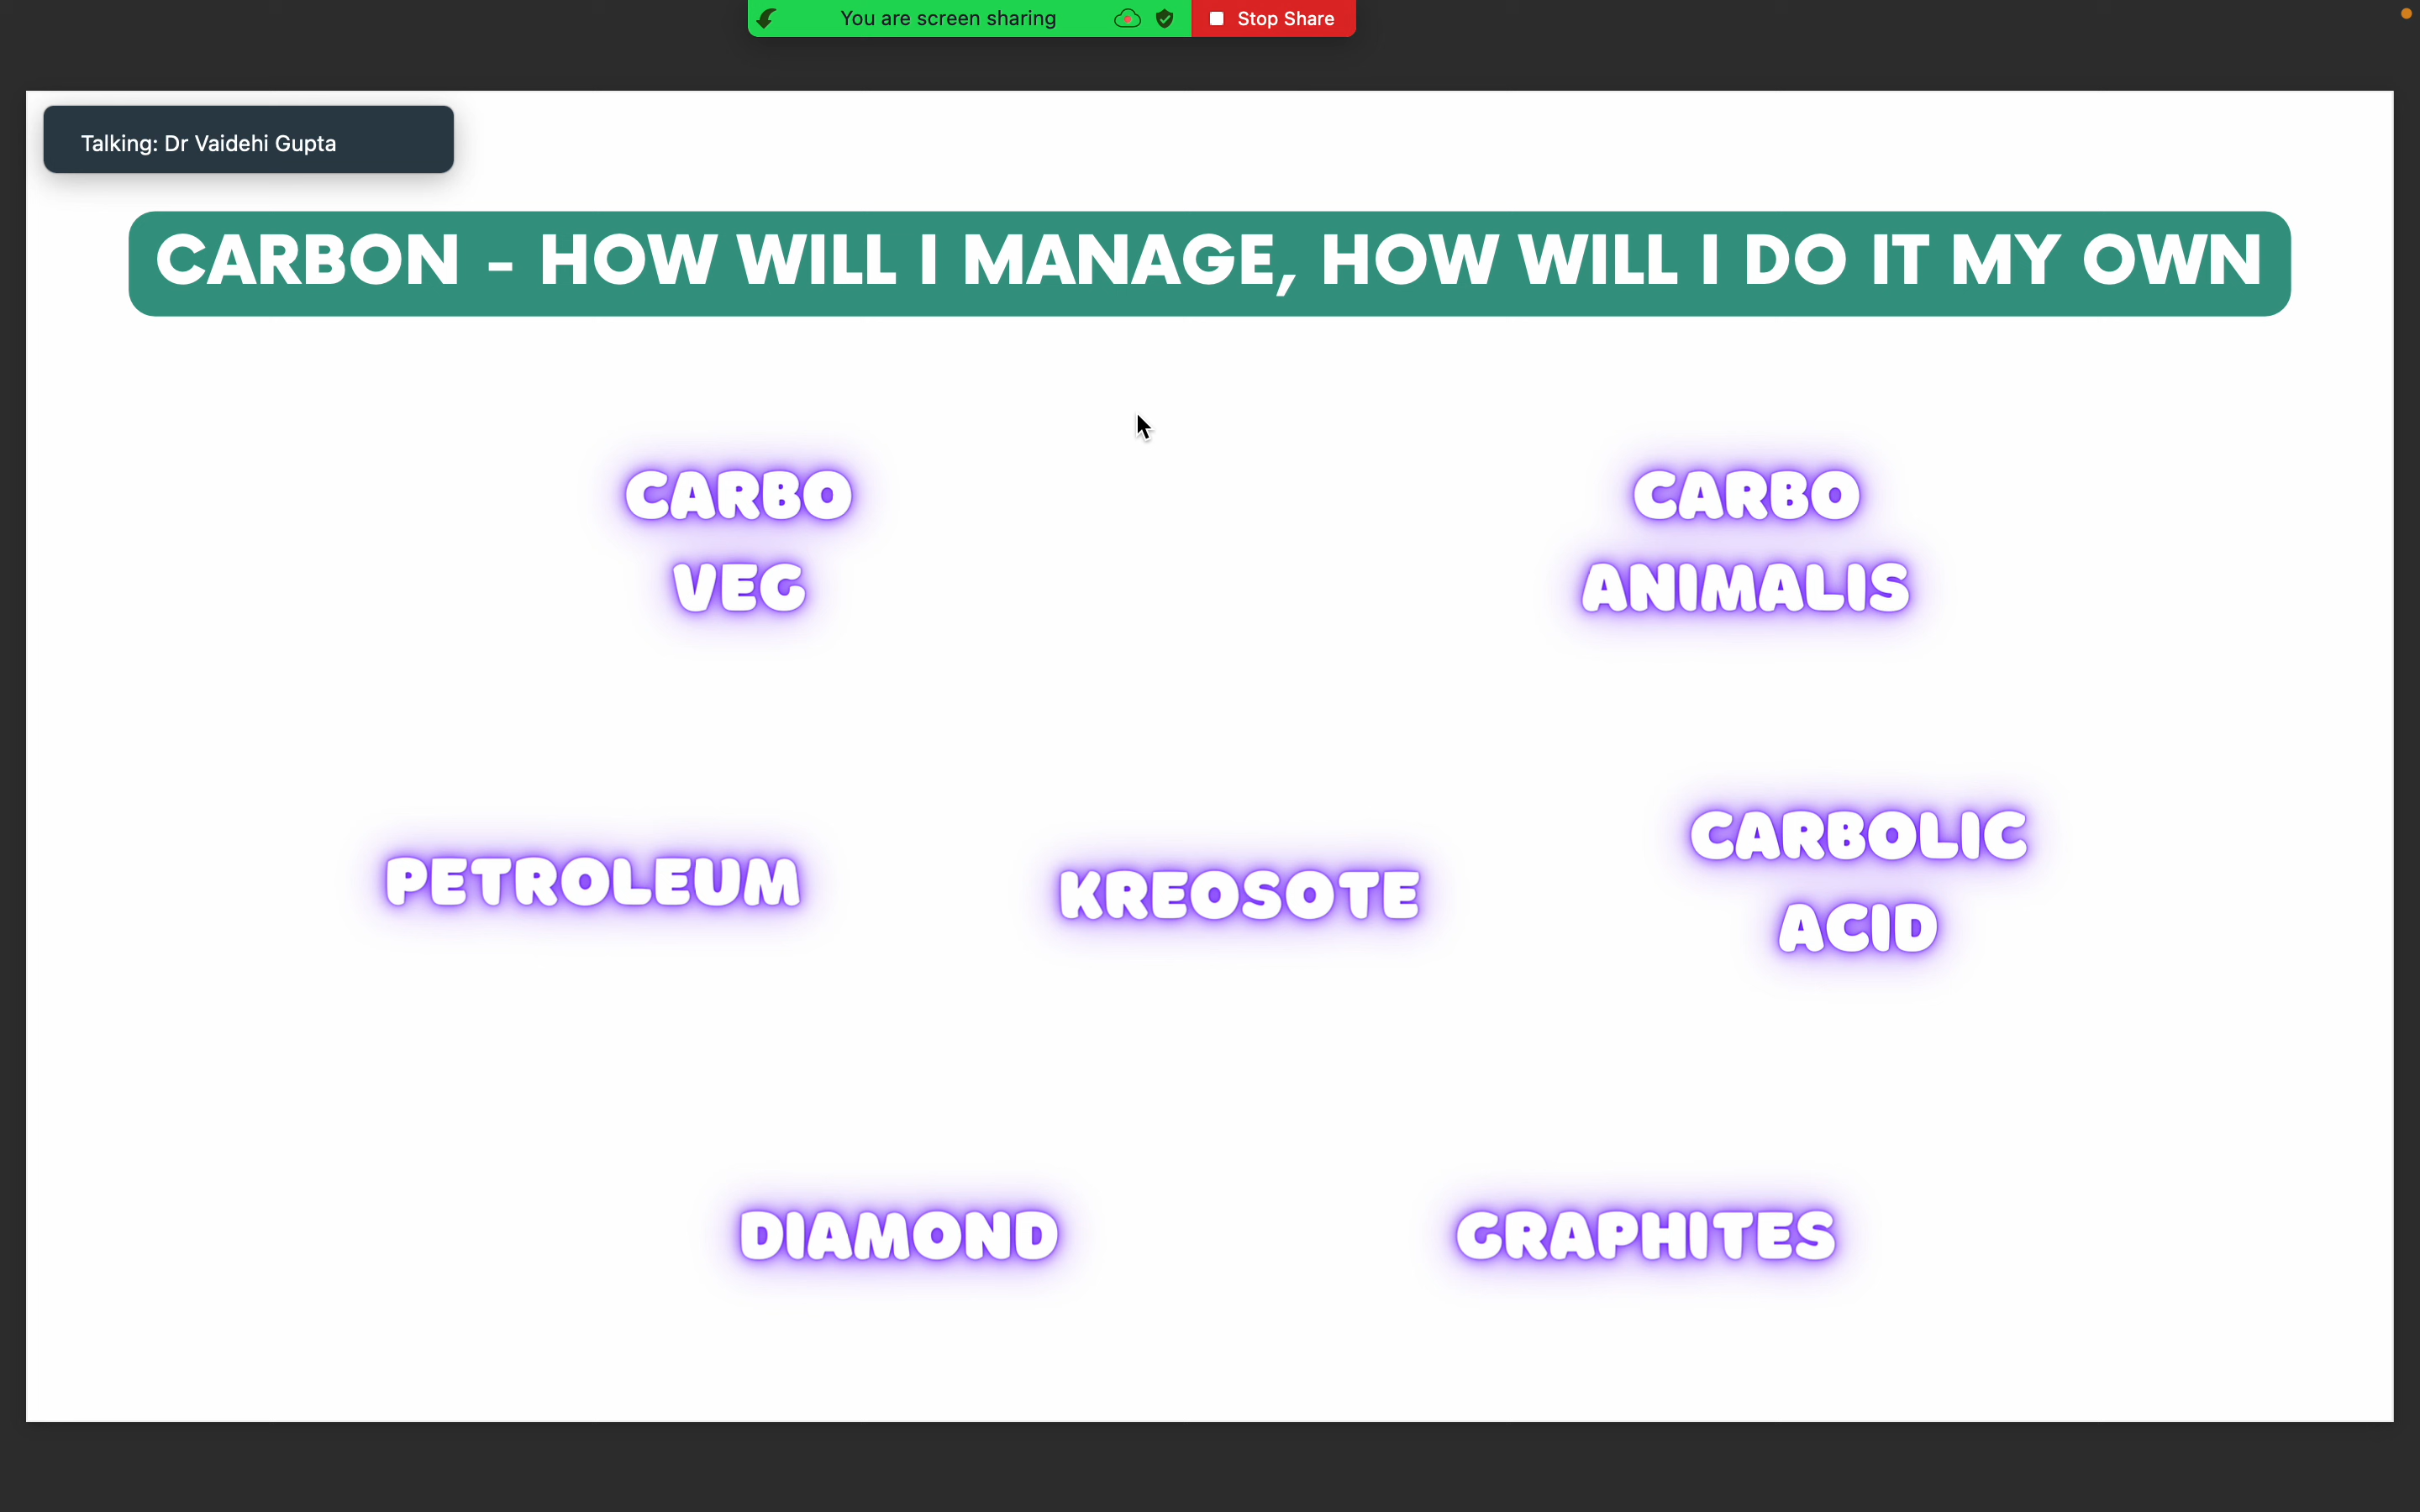 You are screen sharing
Stop Share
Talking: Dr Vaidehi Gupta
CARBON - HOW WILL I MANAGE, HOW WILL I DO IT MY OWN
CARBO
VEG
CARBO
ANIMALIS
PETROLEUM
KREOSOTE
CARBOLIC
ACID
DIAMOND
GRAPHITES